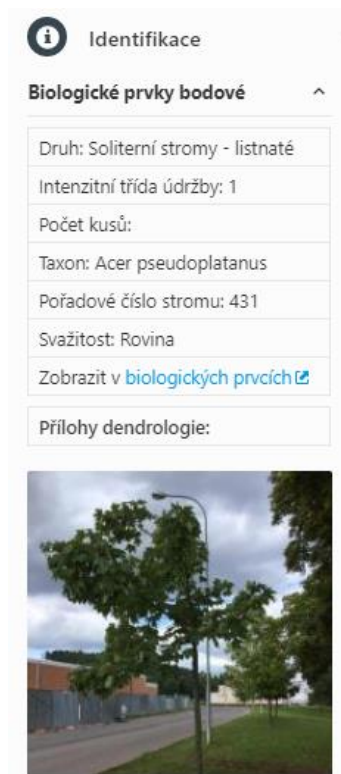 Identifikace
Biologické prvky bodové
Druh: Soliterní stromy - listnaté
Intenzitní třída údržby: 1
Počet kusů:
Taxon: Acer pseudoplatanus
Pořadové číslo stromu: 431
Svažitost: Rovina
Zobrazit v biologických prvcích
Přílohy dendrologie: